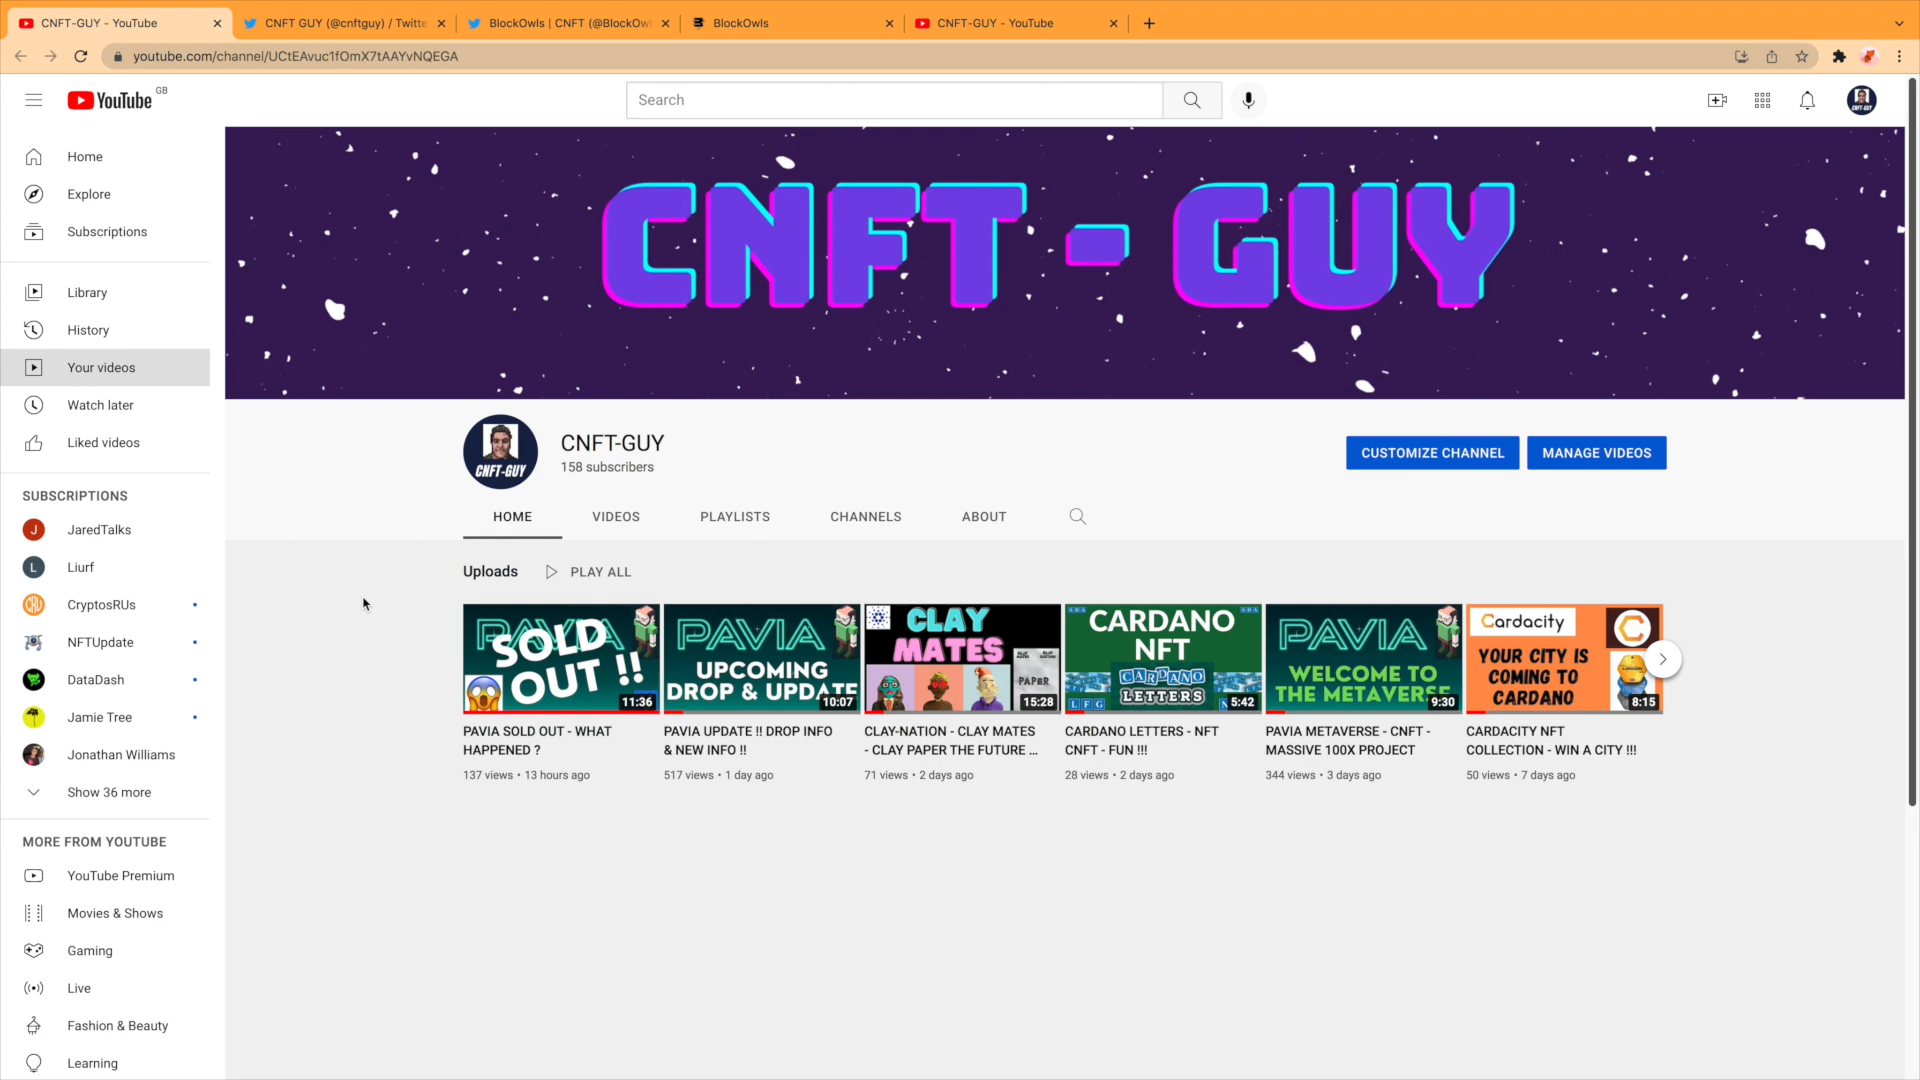 CNFT-GUY - YouTube
CNFT GUY (@cnftguy) / Twitte
BlockOwls | CNFT (@BlockOw
BlockOwls
CNFT-GUY - YouTube
youtube.com/channel/UCtEAvuc1fOmX7tAAYvNQEGA
YouTube GB
Search
CNFT-GUY
Home
Explore
Subscriptions
Library
History
Your videos
Watch later
Liked videos
SUBSCRIPTIONS
J JaredTalks
L Liurf
CRU CryptosRUs
NFTUpdate
DataDash
Jamie Tree
Jonathan Williams
Show 36 more
MORE FROM YOUTUBE
YouTube Premium
Movies & Shows
Gaming
Live
Fashion & Beauty
Learning
CNFT - GUY
CNFT-GUY
CNFT-GUY
158 subscribers
CUSTOMIZE CHANNEL
MANAGE VIDEOS
HOME
VIDEOS
PLAYLISTS
CHANNELS
ABOUT
Uploads
PLAY ALL
PAVIA
SOLD
OUT !!
11:36
PAVIA SOLD OUT - WHAT
HAPPENED ?
137 views • 13 hours ago
PAVIA
UPCOMING
DROP & UPDATE
10:07
PAVIA UPDATE !! DROP INFO
& NEW INFO !!
517 views • 1 day ago
CLAY
MATES
PAPER
15:28
CLAY-NATION - CLAY MATES
- CLAY PAPER THE FUTURE ...
71 views • 2 days ago
ADA
ADA
CARDANO
NFT
CARDANO
LETTERS
LFG
5:42
CARDANO LETTERS - NFT
CNFT - FUN !!!
28 views • 2 days ago
PAVIA
WELCOME TO
THE METAVERSE
9:30
PAVIA METAVERSE - CNFT -
MASSIVE 100X PROJECT
344 views • 3 days ago
Cardacity
YOUR CITY IS
COMING TO
CARDANO
8:15
CARDACITY NFT
COLLECTION - WIN A CITY !!!
50 views • 7 days ago